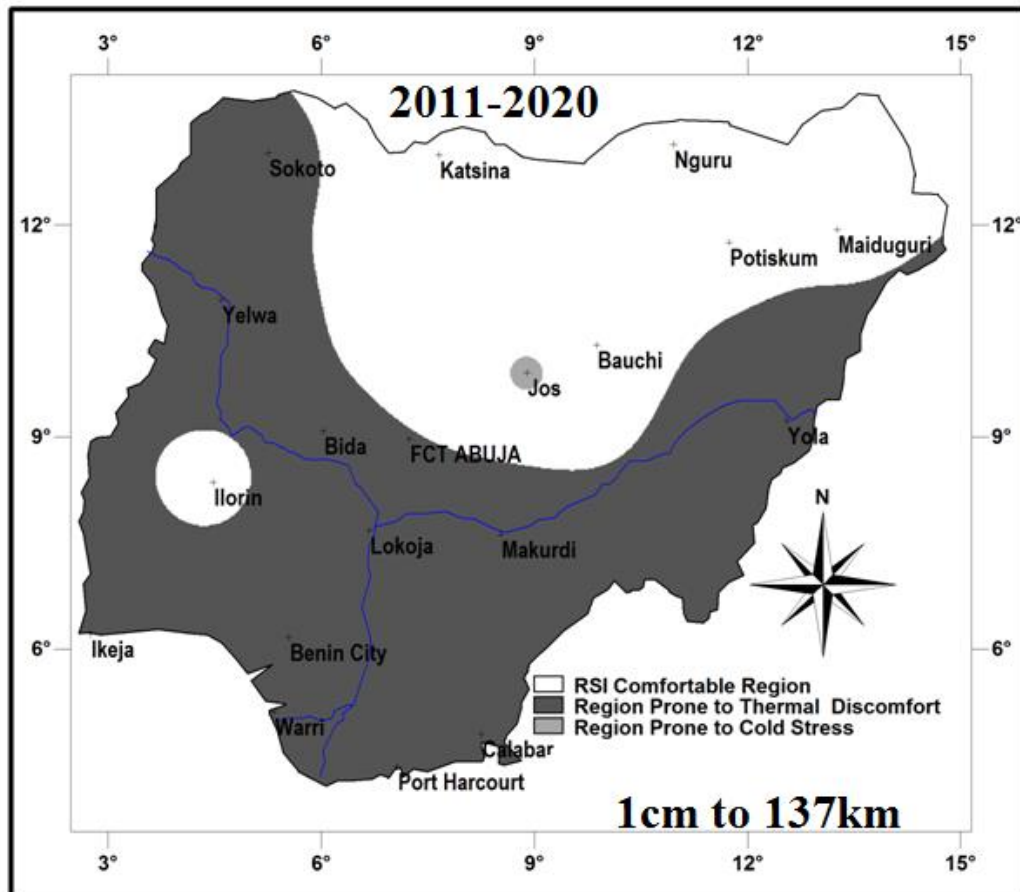 3° 6° 9° 12° 15°
2011-2020
Sokoto
Katsina
Nguru
12° 12°
Potiskum
Maiduguri
Yelwa
Bauchi
Jos
9° 9°
Bida
FCT ABUJA
Yola
Ilorin
N
Lokoja
Makurdi
6° 6°
Ikeja
Benin City
RSI Comfortable Region
Region Prone to Thermal Discomfort
Region Prone to Cold Stress
Warri
Calabar
Port Harcourt
1cm to 137km
3° 6° 9° 12° 15°